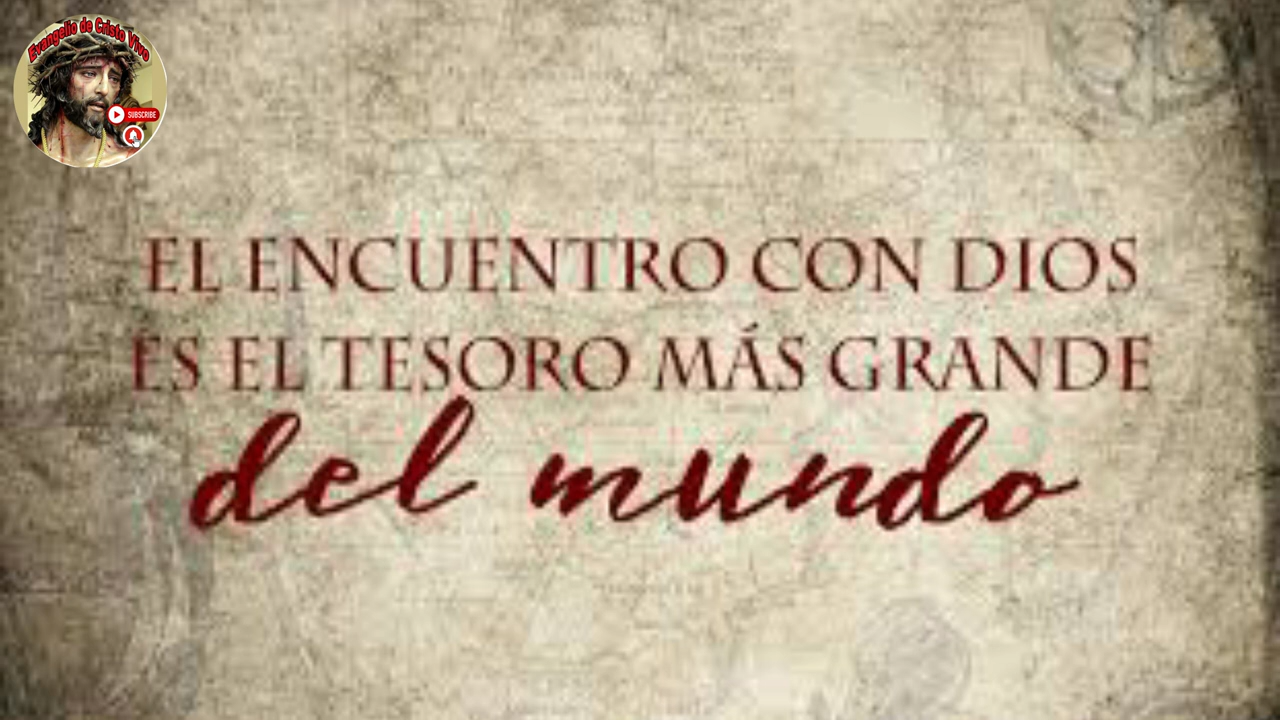 Evangelio de Cristo Vivo
SUBSCRIBE
EL ENCUENTRO CON DIOS
ES EL TESORO MÁS GRANDE
del mundo